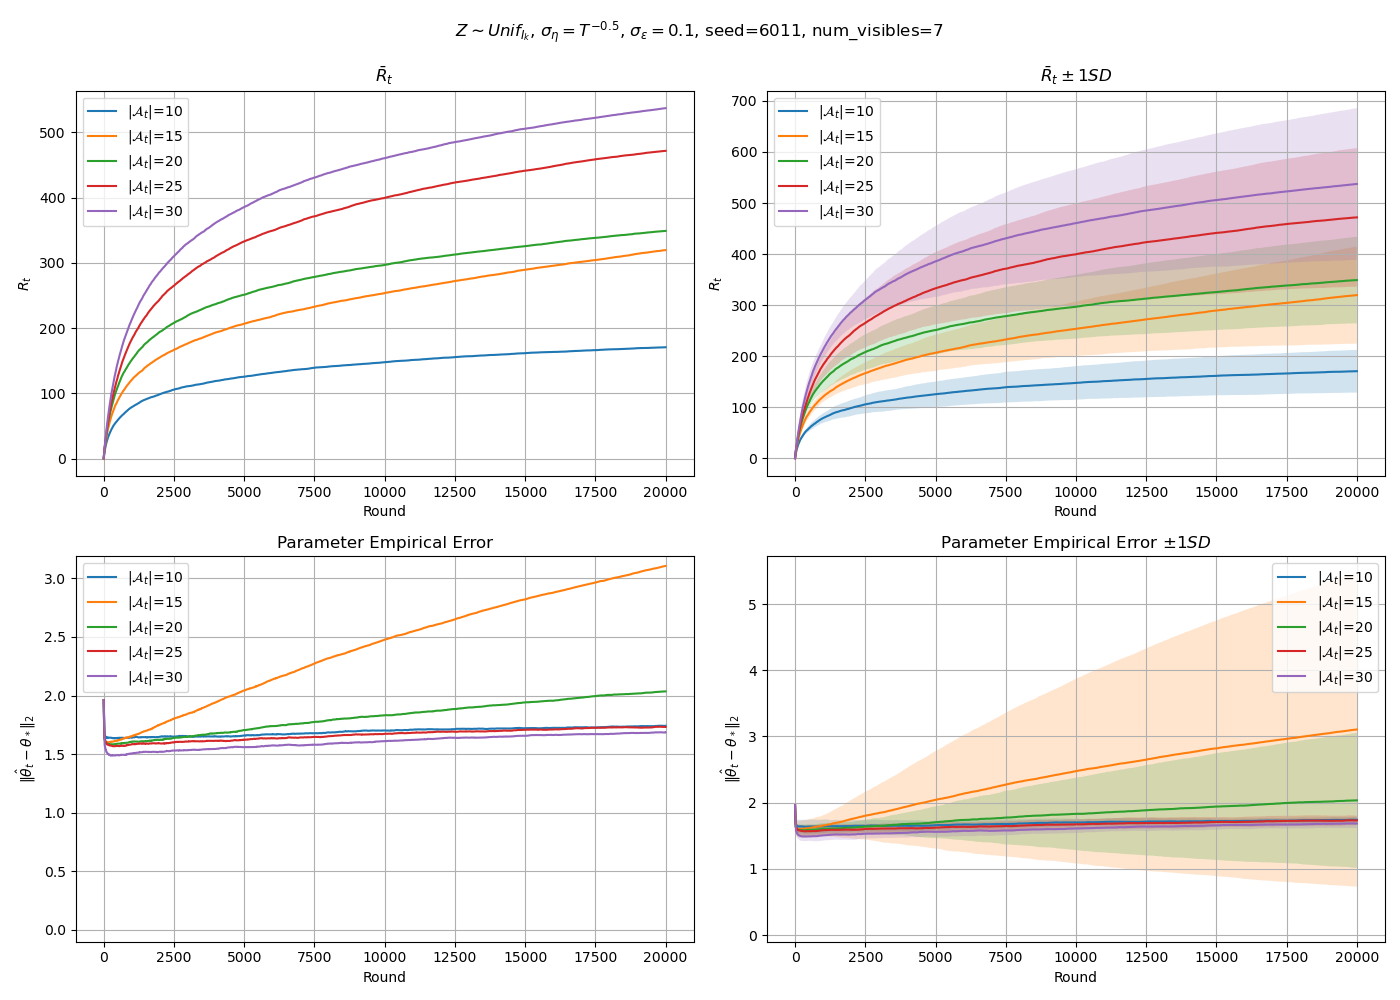 Z ∼ Unif_{I_k}, σ_η = T^{−0.5}, σ_ε = 0.1, seed=6011, num_visibles=7
R̄_t
|𝒜_t|=10
|𝒜_t|=15
|𝒜_t|=20
|𝒜_t|=25
|𝒜_t|=30
R_t
500
400
300
200
100
0
0 2500 5000 7500 10000 12500 15000 17500 20000
Round
R̄_t ± 1SD
|𝒜_t|=10
|𝒜_t|=15
|𝒜_t|=20
|𝒜_t|=25
|𝒜_t|=30
R_t
700
600
500
400
300
200
100
0
0 2500 5000 7500 10000 12500 15000 17500 20000
Round
Parameter Empirical Error
|𝒜_t|=10
|𝒜_t|=15
|𝒜_t|=20
|𝒜_t|=25
|𝒜_t|=30
‖θ̂_t − θ_*‖_2
3.0
2.5
2.0
1.5
1.0
0.5
0.0
0 2500 5000 7500 10000 12500 15000 17500 20000
Round
Parameter Empirical Error ±1SD
|𝒜_t|=10
|𝒜_t|=15
|𝒜_t|=20
|𝒜_t|=25
|𝒜_t|=30
‖θ̂_t − θ_*‖_2
5
4
3
2
1
0
0 2500 5000 7500 10000 12500 15000 17500 20000
Round